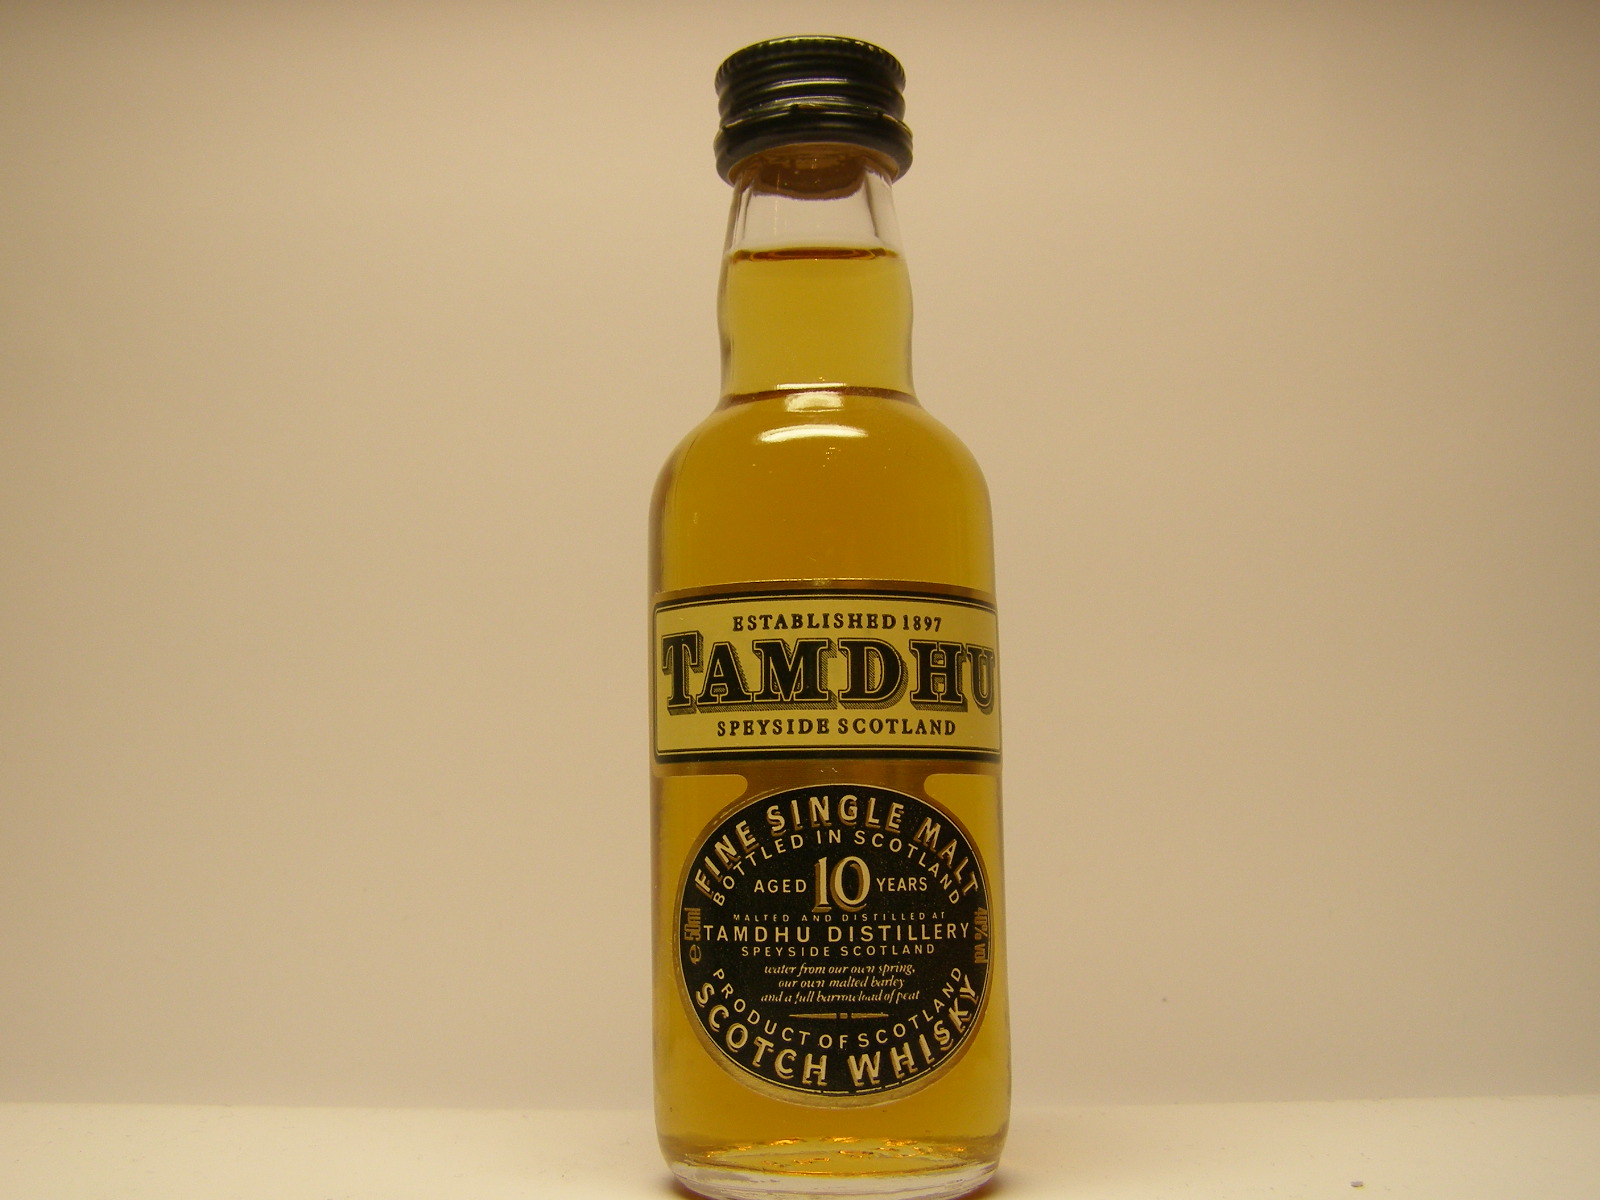 ESTABLISHED 1897
TAMDHU
SPEYSIDE SCOTLAND
FINE SINGLE MALT
BOTTLED IN SCOTLAND
AGED 10 YEARS
MALTED AND DISTILLED AT
TAMDHU DISTILLERY
SPEYSIDE SCOTLAND
e 50ml
40% vol
water from our own spring,
our own malted barley
and a full barrowload of peat
PRODUCT OF SCOTLAND
SCOTCH WHISKY